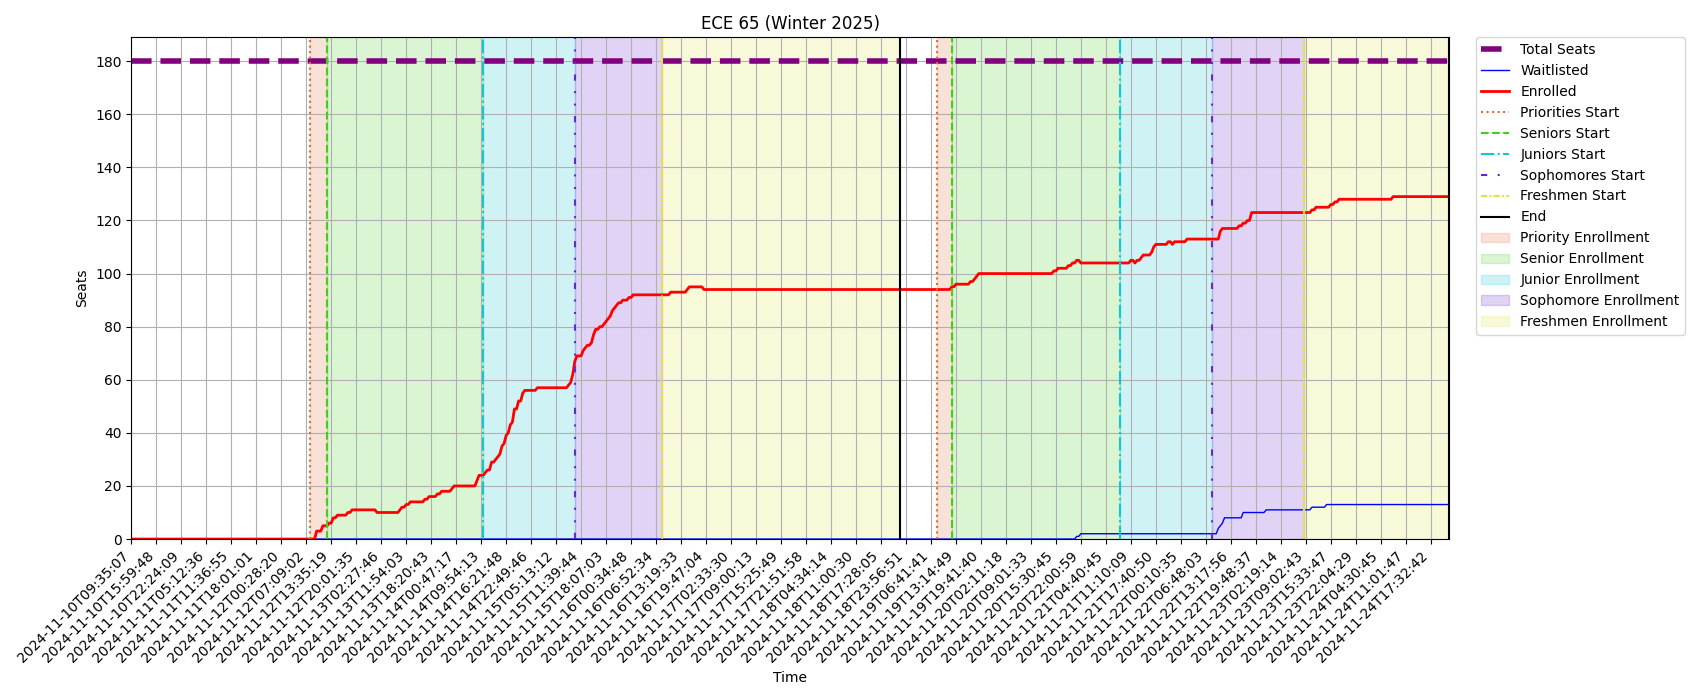 ECE 65 (Winter 2025)
Seats
180
160
140
120
100
80
60
40
20
0
2024-11-10T09:35:07
2024-11-10T15:59:48
2024-11-10T22:24:09
2024-11-11T05:12:36
2024-11-11T11:36:55
2024-11-11T18:01:01
2024-11-12T00:28:20
2024-11-12T07:09:02
2024-11-12T13:35:19
2024-11-12T20:01:35
2024-11-13T03:27:46
2024-11-13T11:54:03
2024-11-13T18:20:43
2024-11-14T00:47:17
2024-11-14T09:54:13
2024-11-14T16:21:48
2024-11-14T22:49:46
2024-11-15T05:13:12
2024-11-15T11:39:44
2024-11-15T18:07:03
2024-11-16T00:34:48
2024-11-16T06:52:34
2024-11-16T13:19:33
2024-11-16T19:47:04
2024-11-17T02:33:30
2024-11-17T09:00:13
2024-11-17T15:25:49
2024-11-17T21:51:58
2024-11-18T04:34:14
2024-11-18T11:00:30
2024-11-18T17:28:05
2024-11-18T23:56:51
2024-11-19T06:41:41
2024-11-19T13:14:49
2024-11-19T19:41:40
2024-11-20T02:11:18
2024-11-20T09:01:33
2024-11-20T15:30:45
2024-11-20T22:00:59
2024-11-21T04:40:45
2024-11-21T11:10:09
2024-11-21T17:40:50
2024-11-22T00:10:35
2024-11-22T06:48:03
2024-11-22T13:17:56
2024-11-22T19:48:37
2024-11-23T02:19:14
2024-11-23T09:02:43
2024-11-23T15:33:47
2024-11-23T22:04:29
2024-11-24T04:30:45
2024-11-24T11:01:47
2024-11-24T17:32:42
Time
Total Seats
Waitlisted
Enrolled
Priorities Start
Seniors Start
Juniors Start
Sophomores Start
Freshmen Start
End
Priority Enrollment
Senior Enrollment
Junior Enrollment
Sophomore Enrollment
Freshmen Enrollment